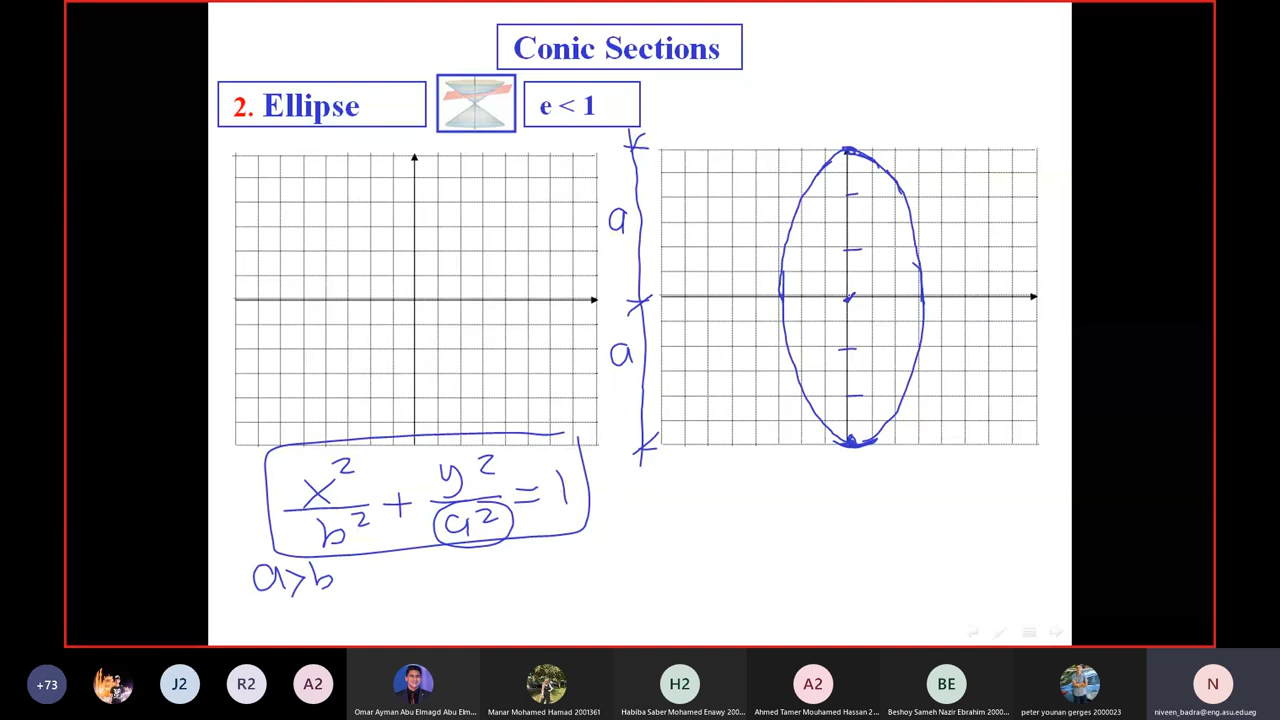 Conic Sections
2. Ellipse
e < 1
a
a
x²/b² + y²/a² = 1
a>b
+73
J2
R2
A2
H2
A2
BE
N
Omar Ayman Abu Elmagd Abu Elm...
Manar Mohamed Hamad 2001361
Habiba Saber Mohamed Enawy 200...
Ahmed Tamer Mouhamed Hassan 2...
Beshoy Sameh Nazir Ebrahim 2000...
peter younan gerges 2000023
niveen_badra@eng.asu.edueg